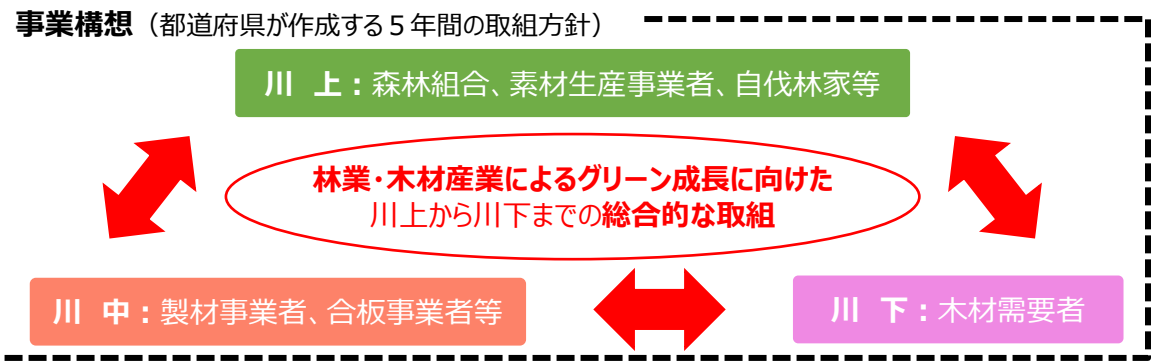 事業構想（都道府県が作成する５年間の取組方針）
川　上：森林組合、素材生産事業者、自伐林家等
林業・木材産業によるグリーン成長に向けた
川上から川下までの総合的な取組
川　中：製材事業者、合板事業者等
川　下：木材需要者